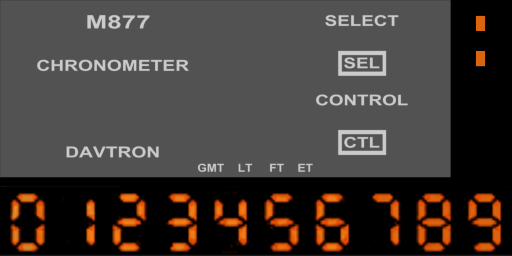 M877
SELECT
CHRONOMETER
SEL
CONTROL
DAVTRON
CTL
GMT LT FT ET
0123456789